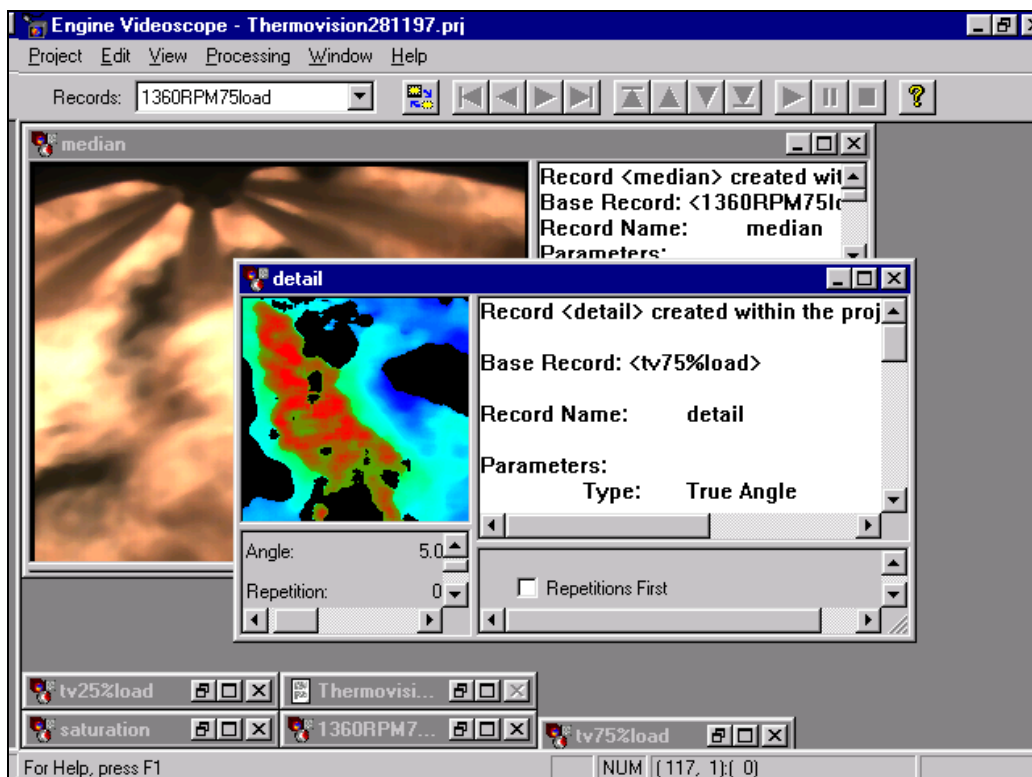 Engine Videoscope - Thermovision281197.prj
Project Edit View Processing Window Help
Records: 1360RPM75load
median
Record <median> created wit
Base Record: <1360RPM75lo
Record Name: median
Parameters:
detail
Record <detail> created within the proj
Base Record: <tv75%load>
Record Name: detail
Parameters:
Type: True Angle
Angle: 5.0
Repetition: 0
Repetitions First
tv25%load
Thermovisi...
saturation
1360RPM7...
tv75%load
For Help, press F1
NUM
(117, 1):( 0)